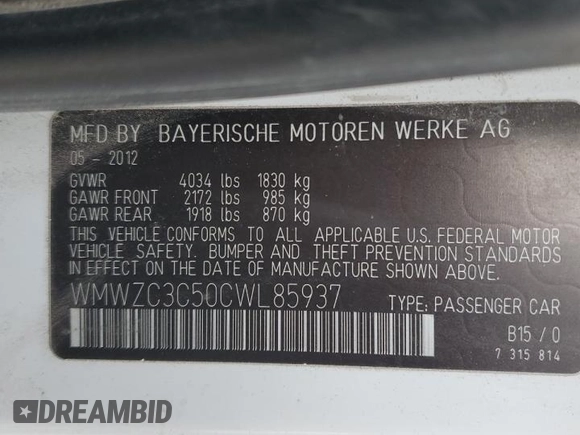 MFD BY BAYERISCHE MOTOREN WERKE AG
05-2012
GVWR 4034 lbs 1830 kg
GAWR FRONT 2172 lbs 985 kg
GAWR REAR 1918 lbs 870 kg
THIS VEHICLE CONFORMS TO ALL APPLICABLE U.S. FEDERAL MOTOR
VEHICLE SAFETY. BUMPER AND THEFT PREVENTION STANDARDS IN
EFFECT ON THE DATE OF MANUFACTURE SHOWN ABOVE.
WMWZC3C50CWL85937 TYPE: PASSENGER CAR
B15 / 0
7 315 814
DREAMBID